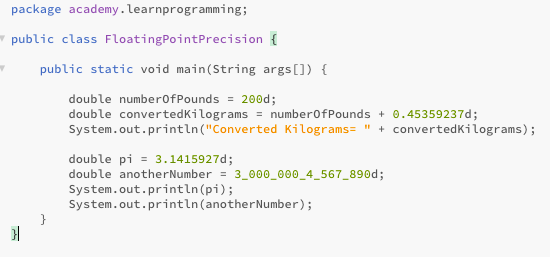 package academy.learnprogramming;
public class FloatingPointPrecision {
public static void main(String args[]) {
double numberOfPounds = 200d;
double convertedKilograms = numberOfPounds + 0.45359237d;
System.out.println("Converted Kilograms= " + convertedKilograms);
double pi = 3.1415927d;
double anotherNumber = 3_000_000_4_567_890d;
System.out.println(pi);
System.out.println(anotherNumber);
}
}